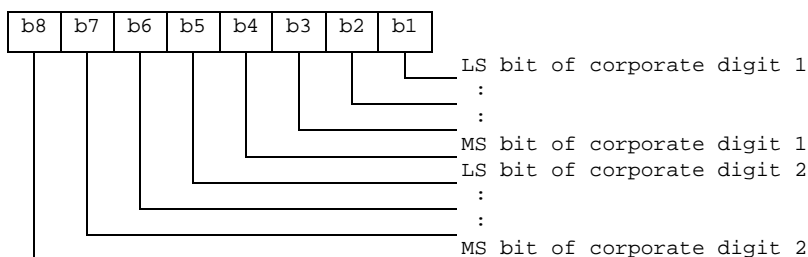 b8 b7 b6 b5 b4 b3 b2 b1
LS bit of corporate digit 1
:
:
MS bit of corporate digit 1
LS bit of corporate digit 2
:
:
MS bit of corporate digit 2